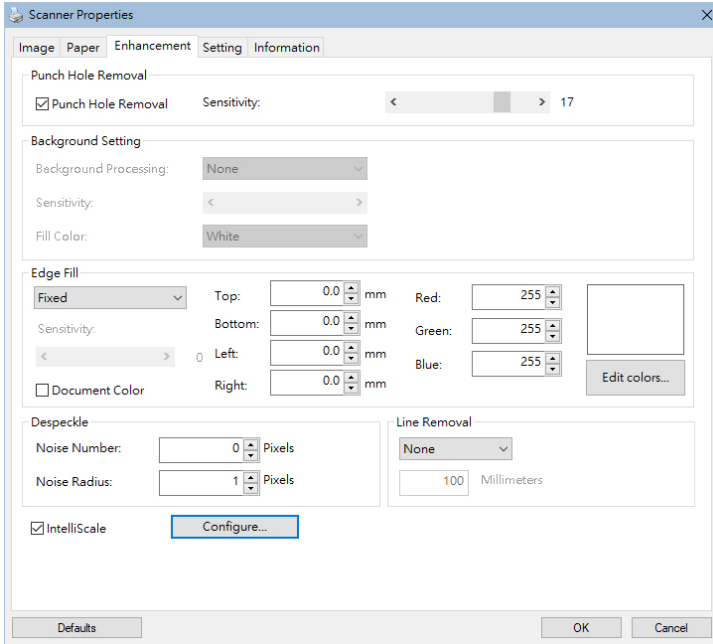 Scanner Properties
Image Paper Enhancement Setting Information
Punch Hole Removal
Punch Hole Removal Sensitivity: < > 17
Background Setting
Background Processing: None
Sensitivity: < >
Fill Color: White
Edge Fill
Fixed
Top: 0.0 mm
Red: 255
Sensitivity:
Bottom: 0.0 mm
Green: 255
< > 0
Left: 0.0 mm
Blue: 255
Edit colors...
Document Color
Right: 0.0 mm
Despeckle
Noise Number: 0 Pixels
Noise Radius: 1 Pixels
Line Removal
None
100 Millimeters
IntelliScale Configure...
Defaults OK Cancel